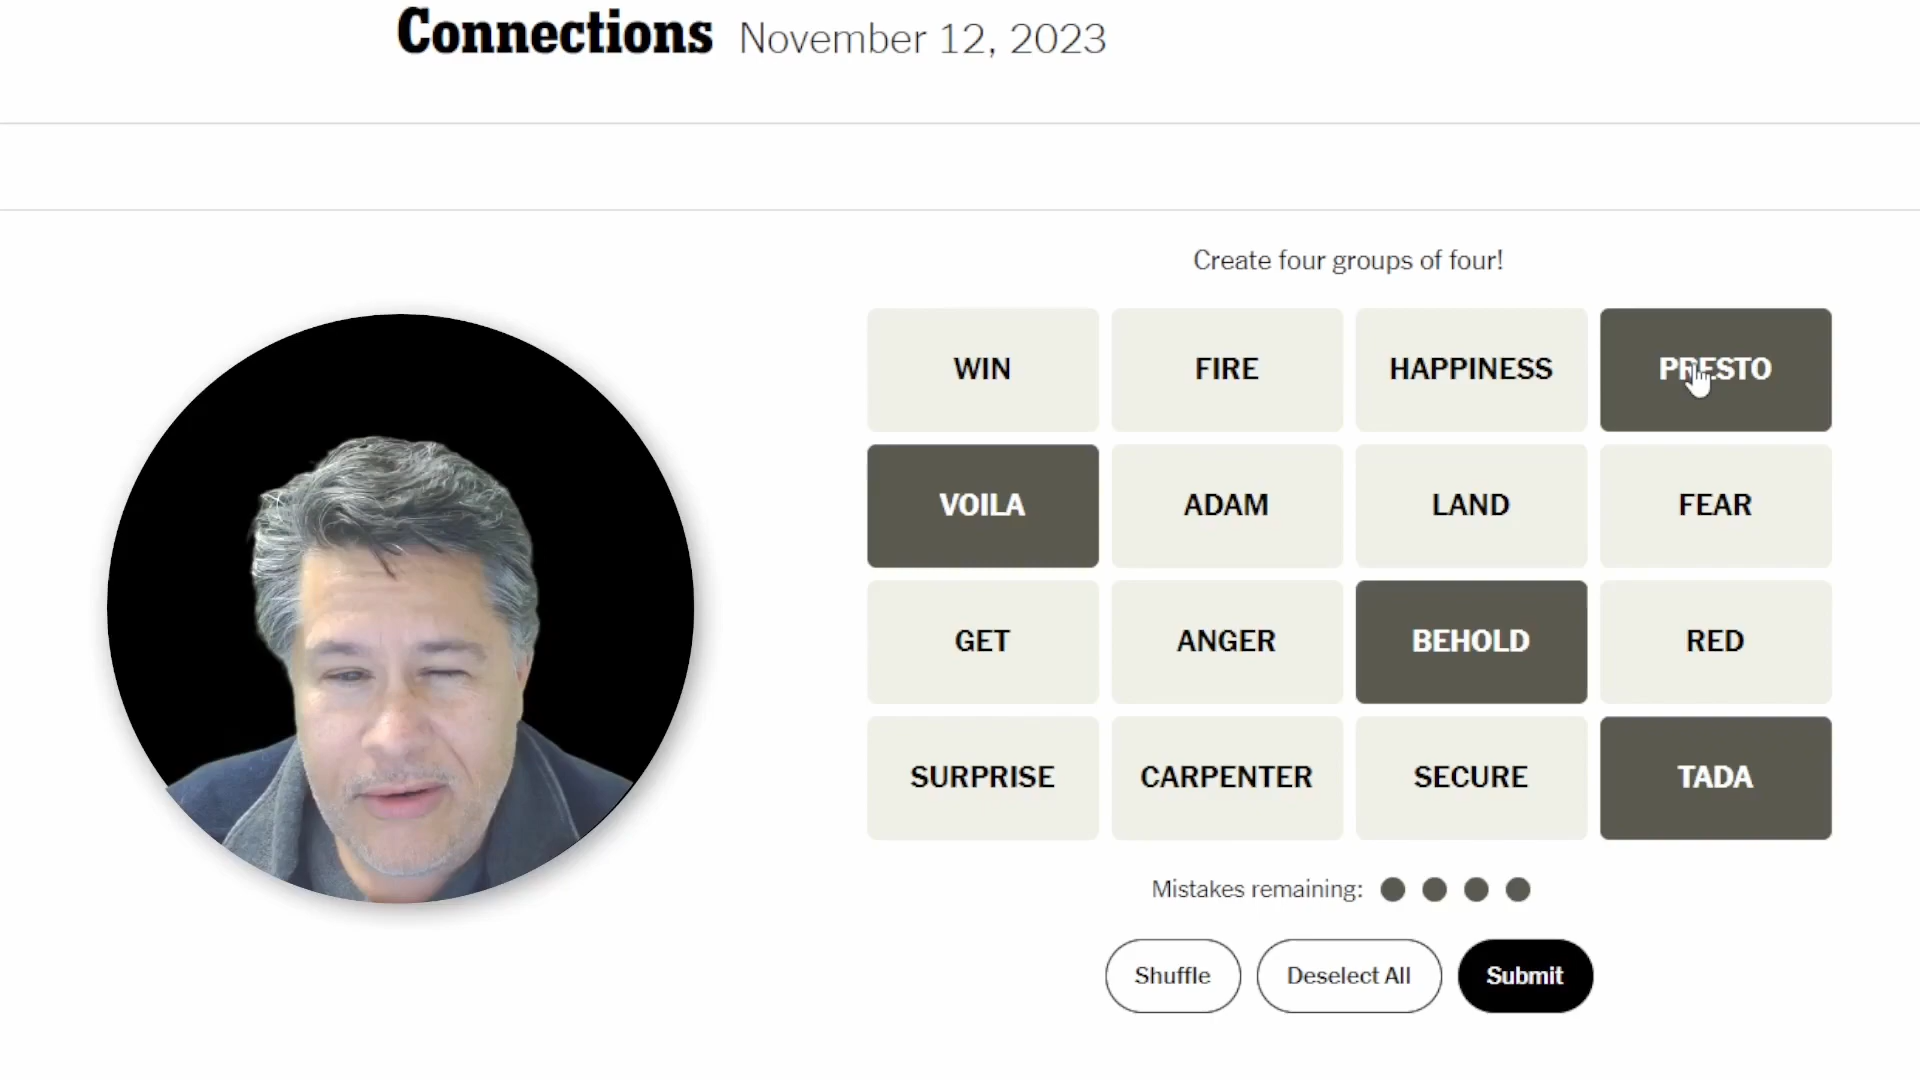 Connections November 12, 2023
Create four groups of four!
WIN FIRE HAPPINESS PRESTO
VOILA ADAM LAND FEAR
GET ANGER BEHOLD RED
SURPRISE CARPENTER SECURE TADA
Mistakes remaining:
Shuffle Deselect All Submit